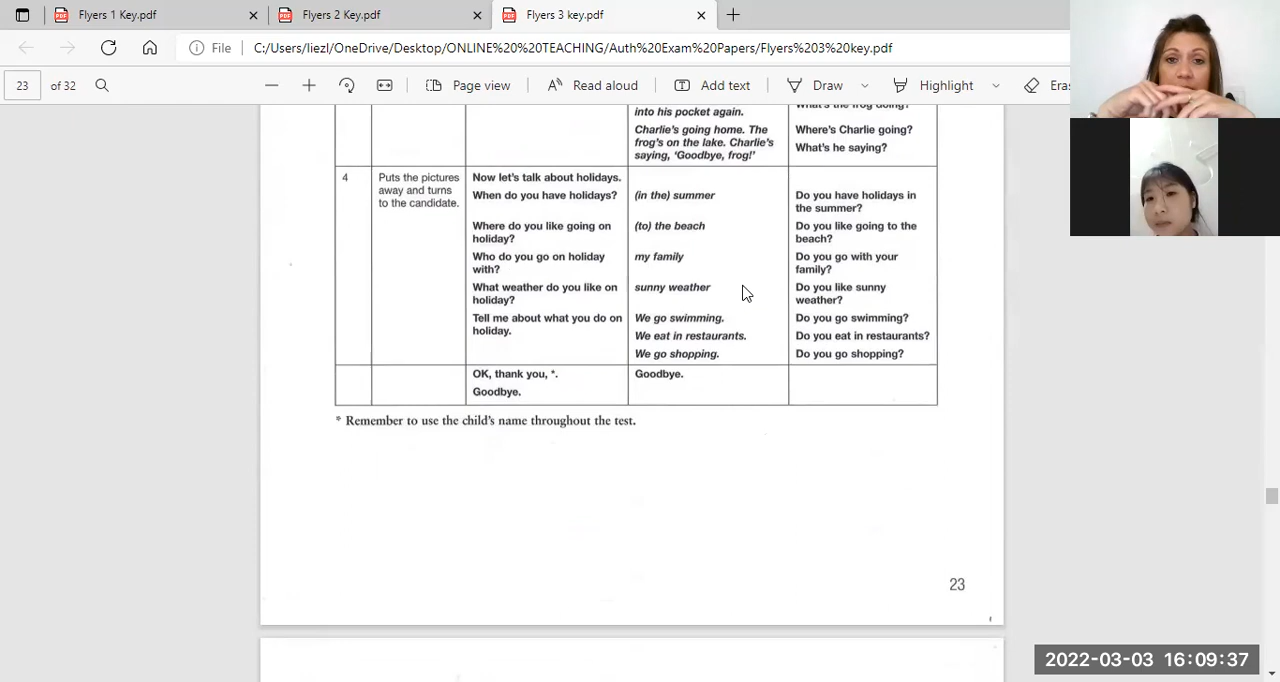 Flyers 1 Key.pdf
Flyers 2 Key.pdf
Flyers 3 key.pdf
File
C:/Users/liezl/OneDrive/Desktop/ONLINE%20%20TEACHING/Auth%20Exam%20Papers/Flyers%203%20key.pdf
23
of 32
Page view
Read aloud
Add text
Draw
Highlight
Eras
into his pocket again.
Charlie's going home. The
frog's on the lake. Charlie's
saying, 'Goodbye, frog!'
What's the frog doing?
Where's Charlie going?
What's he saying?
4
Puts the pictures
away and turns
to the candidate.
Now let's talk about holidays.
When do you have holidays?
(in the) summer
Do you have holidays in
the summer?
Where do you like going on
holiday?
(to) the beach
Do you like going to the
beach?
Who do you go on holiday
with?
my family
Do you go with your
family?
What weather do you like on
holiday?
sunny weather
Do you like sunny
weather?
Tell me about what you do on
holiday.
We go swimming.
We eat in restaurants.
We go shopping.
Do you go swimming?
Do you eat in restaurants?
Do you go shopping?
OK, thank you, *.
Goodbye.
Goodbye.
* Remember to use the child's name throughout the test.
23
2022-03-03 16:09:37